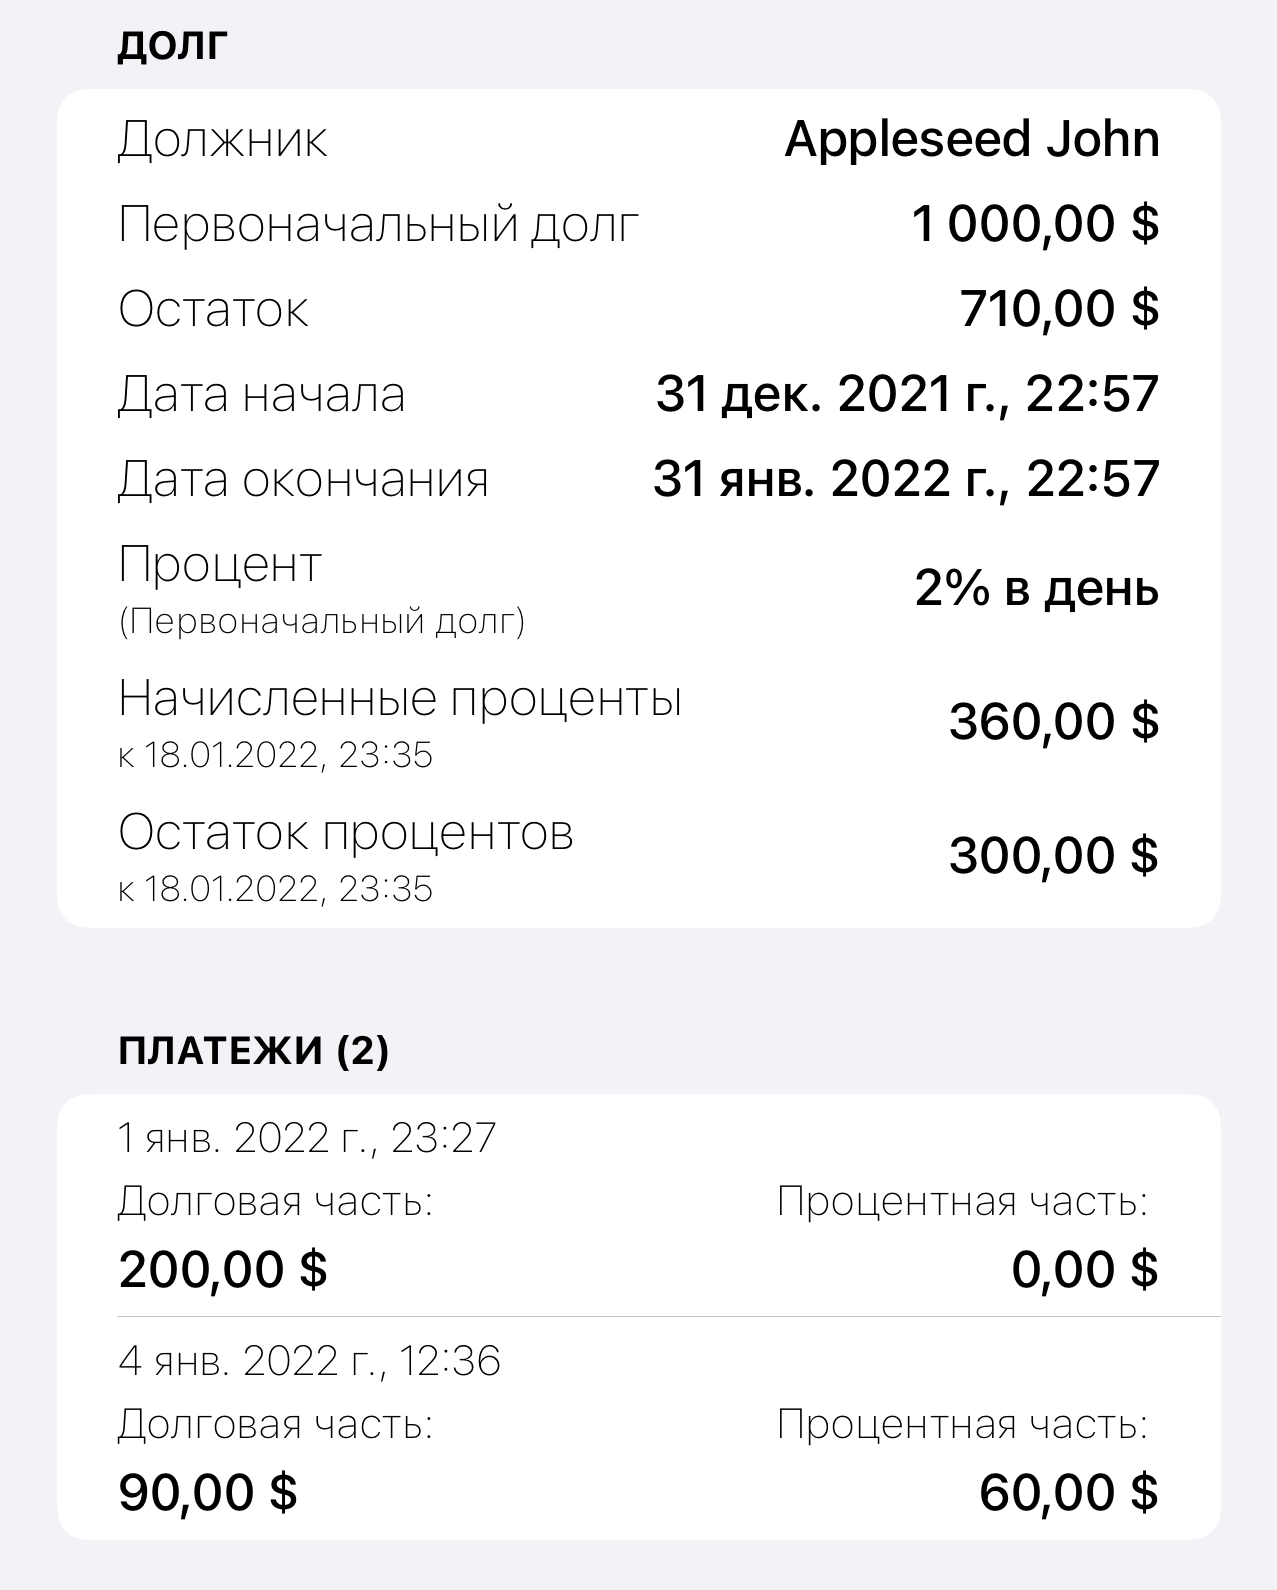 ДОЛГ
Должник Appleseed John
Первоначальный долг 1 000,00 $
Остаток 710,00 $
Дата начала 31 дек. 2021 г., 22:57
Дата окончания 31 янв. 2022 г., 22:57
Процент
(Первоначальный долг)
2% в день
Начисленные проценты
к 18.01.2022, 23:35
360,00 $
Остаток процентов
к 18.01.2022, 23:35
300,00 $
ПЛАТЕЖИ (2)
1 янв. 2022 г., 23:27
Долговая часть: Процентная часть:
200,00 $ 0,00 $
4 янв. 2022 г., 12:36
Долговая часть: Процентная часть:
90,00 $ 60,00 $